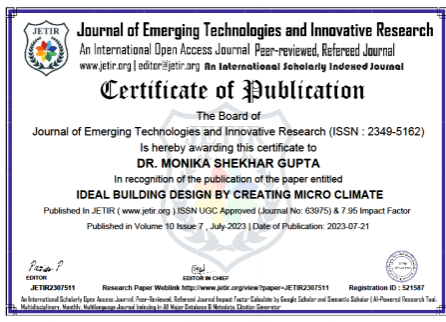 JETIR
Journal of Emerging Technologies and Innovative Research
An International Open Access Journal Peer-reviewed, Refereed Journal
www.jetir.org | editor@jetir.org An International Scholarly Indexed Journal
Certificate of Publication
The Board of
Journal of Emerging Technologies and Innovative Research (ISSN : 2349-5162)
Is hereby awarding this certificate to
DR. MONIKA SHEKHAR GUPTA
In recognition of the publication of the paper entitled
IDEAL BUILDING DESIGN BY CREATING MICRO CLIMATE
Published In JETIR ( www.jetir.org ) ISSN UGC Approved (Journal No: 63975) & 7.95 Impact Factor
Published in Volume 10 Issue 7 , July-2023 | Date of Publication: 2023-07-21
EDITOR
EDITOR IN CHIEF
JETIR2307511
Research Paper Weblink http://www.jetir.org/view?paper=JETIR2307511
Registration ID : 521587
An International Scholarly Open Access Journal, Peer-Reviewed, Refereed Journal Impact Factor Calculate by Google Scholar and Semantic Scholar | AI-Powered Research Tool,
Multidisciplinary, Monthly, Multilanguage Journal Indexing in All Major Database & Metadata, Citation Generator